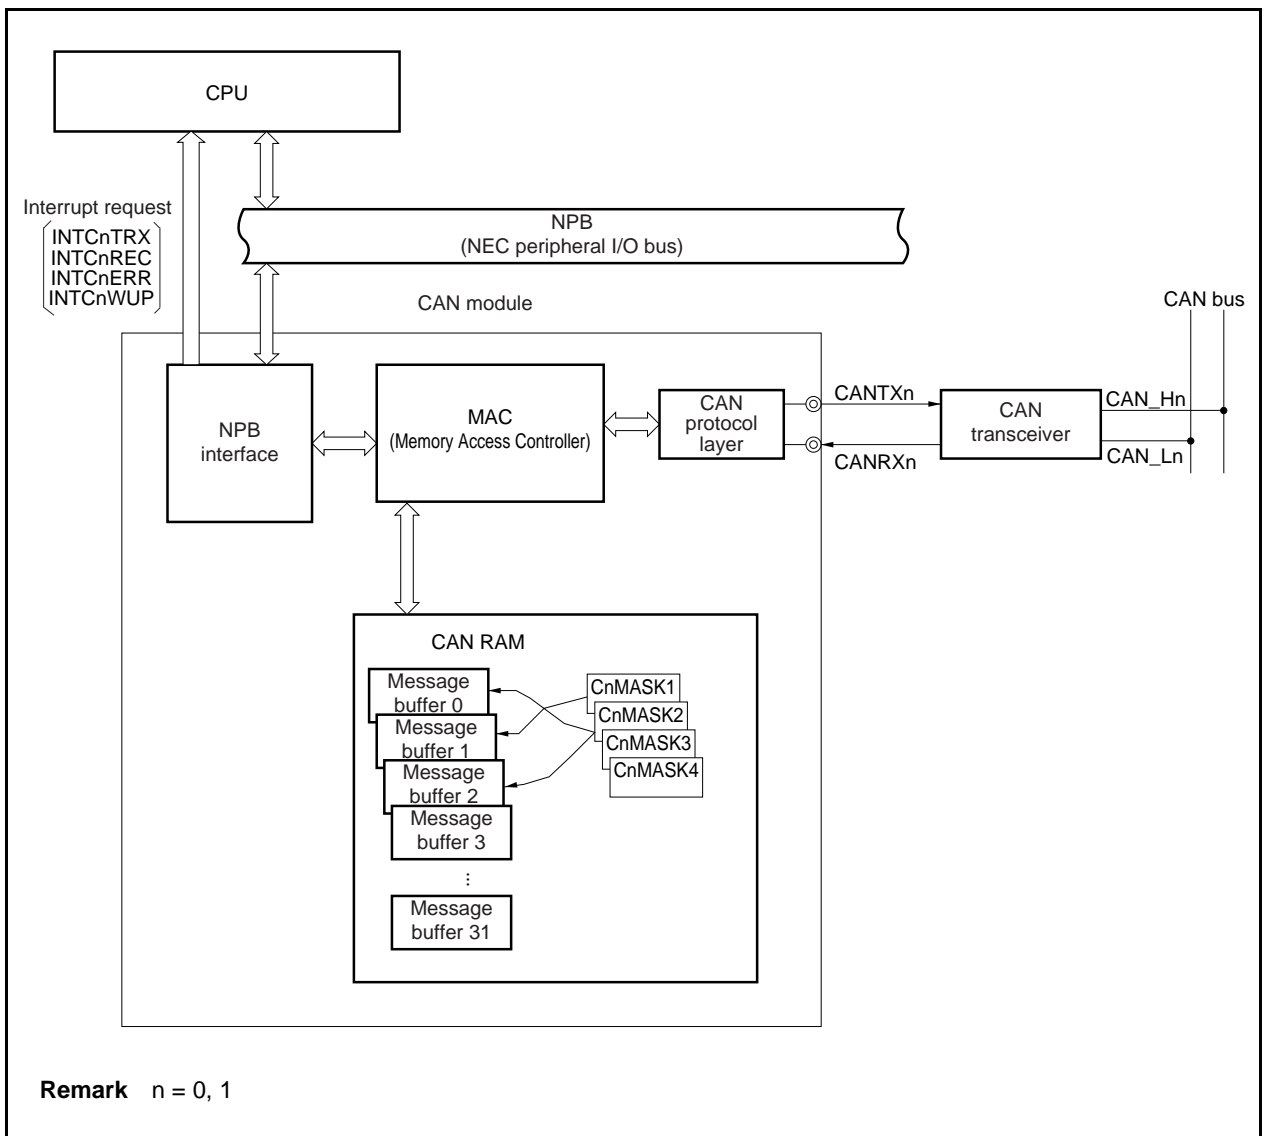 CPU
Interrupt request
INTCnTRX
INTCnREC
INTCnERR
INTCnWUP
NPB
(NEC peripheral I/O bus)
CAN module
CAN bus
NPB
interface
MAC
(Memory Access Controller)
CAN
protocol
layer
CANTXn
CANRXn
CAN
transceiver
CAN_Hn
CAN_Ln
CAN RAM
Message
buffer 0
Message
buffer 1
Message
buffer 2
Message
buffer 3
...
Message
buffer 31
CnMASK1
CnMASK2
CnMASK3
CnMASK4
Remark n = 0, 1